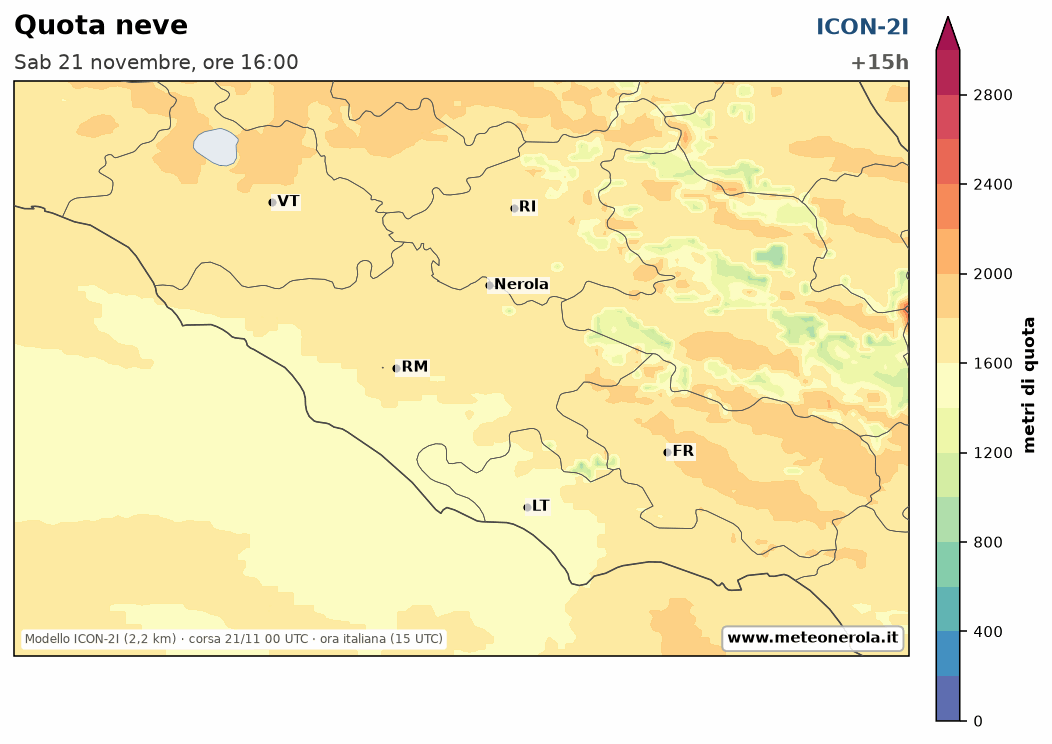 Quota neve
ICON-2I
Sab 21 novembre, ore 16:00
+15h
2800
2400
2000
1600
1200
800
400
0
metri di quota
VT
RI
Nerola
RM
FR
LT
Modello ICON-2I (2,2 km) · corsa 21/11 00 UTC · ora italiana (15 UTC)
www.meteonerola.it